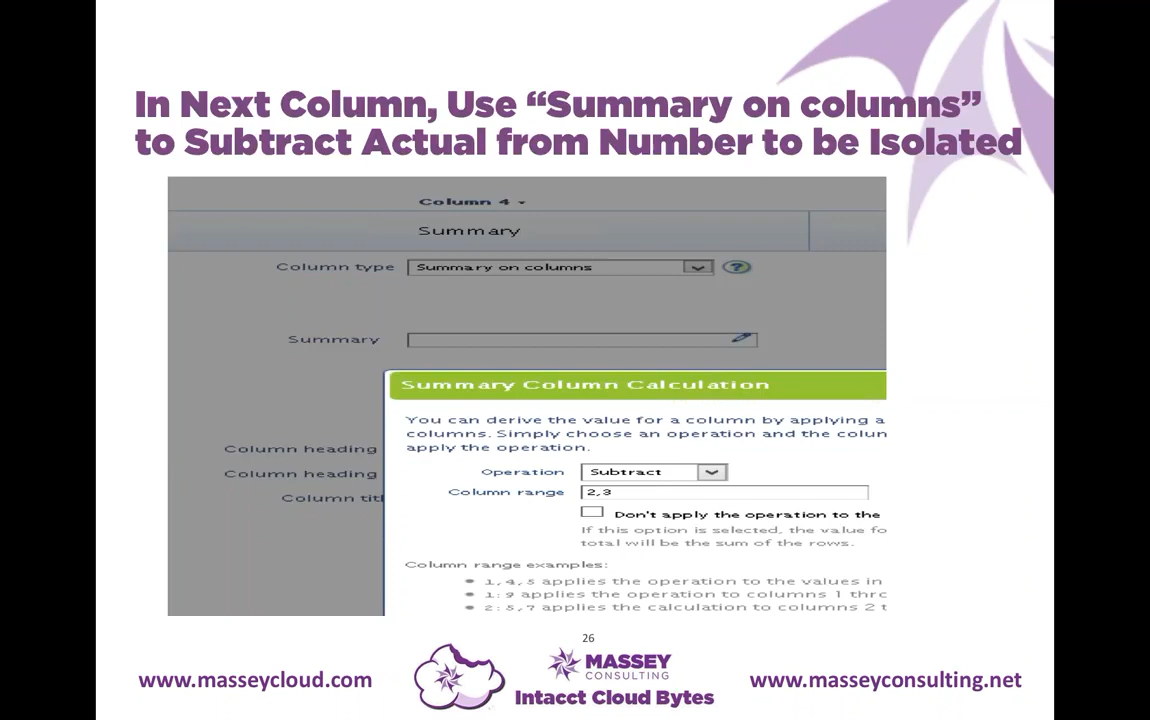 In Next Column, Use “Summary on columns”
to Subtract Actual from Number to be Isolated
Column 4
Summary
Column type Summary on columns ?
Summary
Summary Column Calculation
You can derive the value for a column by applying a
columns. Simply choose an operation and the colun
apply the operation.
Operation Subtract
Column range 2,3
Don't apply the operation to the
If this option is selected, the value fo
total will be the sum of the rows.
Column heading
Column heading
Column titl
Column range examples:
• 1,4,5 applies the operation to the values in
• 1:9 applies the operation to columns 1 thrc
• 2:5,7 applies the calculation to columns 2 t
26
www.masseycloud.com
MASSEY
CONSULTING
Intacct Cloud Bytes
www.masseyconsulting.net